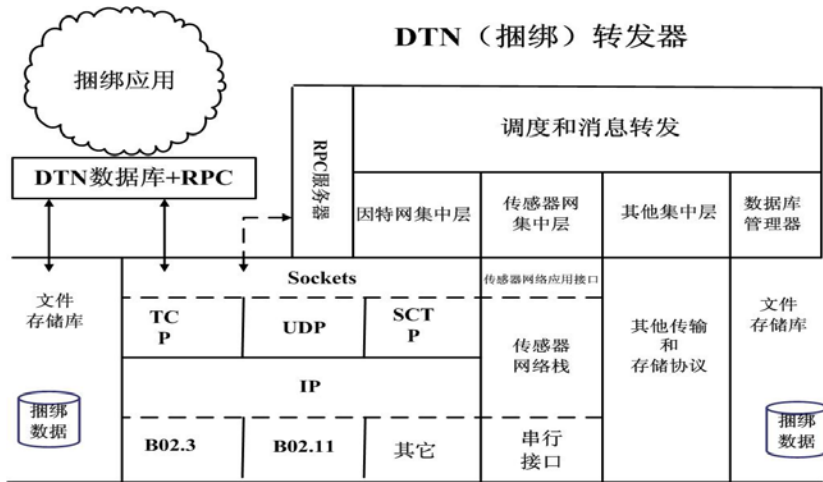 DTN（捆绑）转发器
捆绑应用
DTN数据库+RPC
RPC服务器
调度和消息转发
因特网集中层
传感器网
集中层
其他集中层
数据库
管理器
文件
存储库
捆绑
数据
Sockets
TC
P
UDP
SCT
P
IP
B02.3
B02.11
其它
传感器网络应用接口
传感器
网络栈
串行
接口
其他传输
和
存储协议
文件
存储库
捆绑
数据